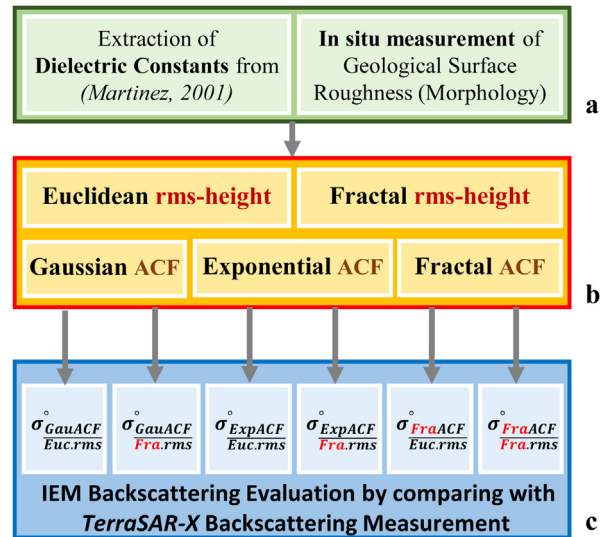 Extraction of
Dielectric Constants from
(Martinez, 2001)
In situ measurement of
Geological Surface
Roughness (Morphology)
a
Euclidean rms-height
Fractal rms-height
Gaussian ACF
Exponential ACF
Fractal ACF
b
σ° GauACF/Euc.rms
σ° GauACF/Fra.rms
σ° ExpACF/Euc.rms
σ° ExpACF/Fra.rms
σ° FraACF/Euc.rms
σ° FraACF/Fra.rms
IEM Backscattering Evaluation by comparing with
TerraSAR-X Backscattering Measurement
c